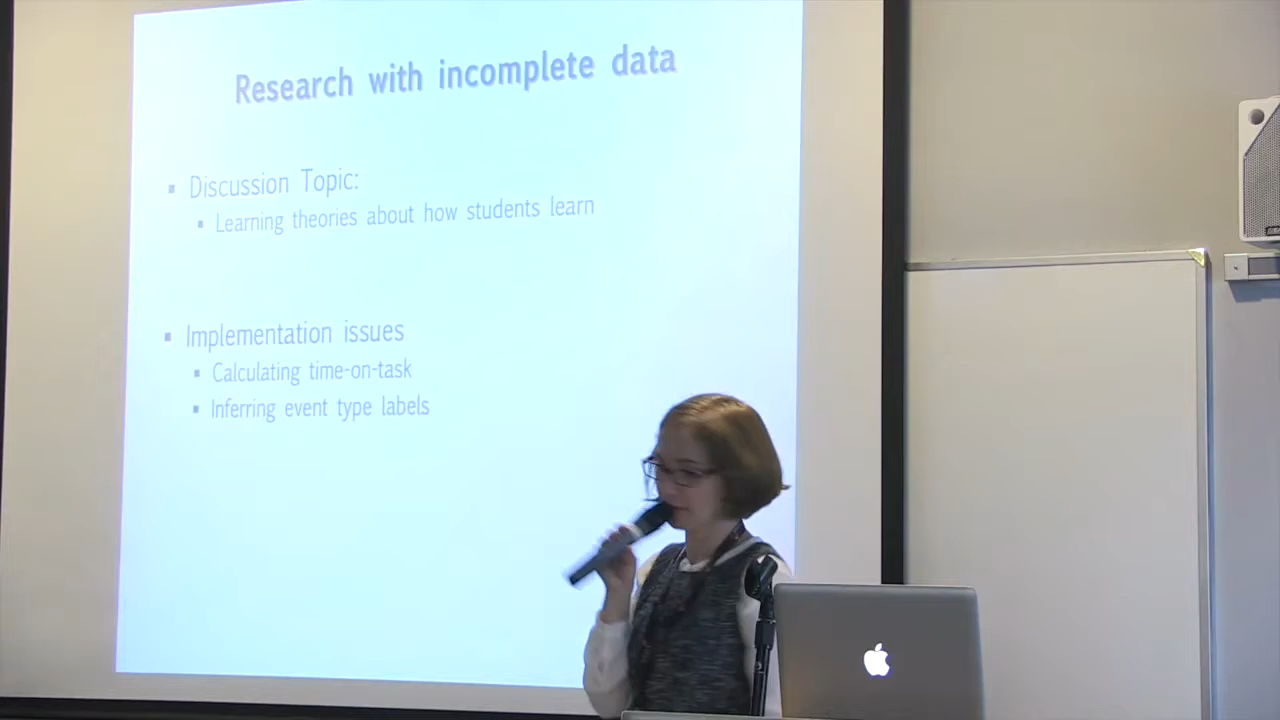 Research with incomplete data
Discussion Topic:
Learning theories about how students learn
Implementation issues
Calculating time-on-task
Inferring event type labels